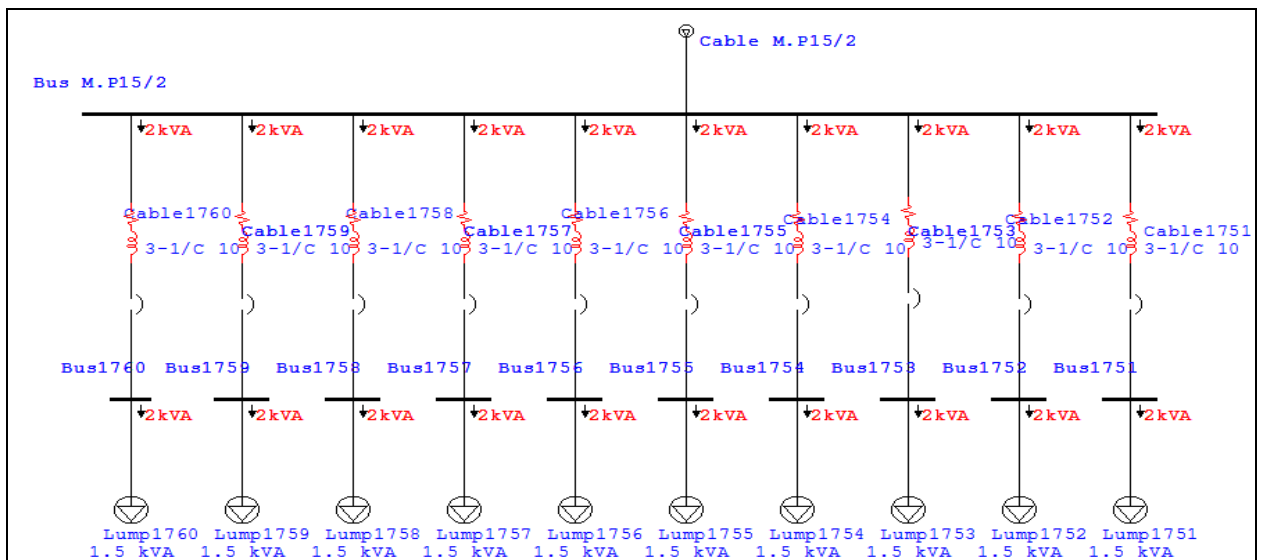 Cable M.P15/2
Bus M.P15/2
2kVA 2kVA 2kVA 2kVA 2kVA 2kVA 2kVA 2kVA 2kVA 2kVA
Cable1760 Cable1758 Cable1756 Cable1754 Cable1752
Cable1759 Cable1757 Cable1755 Cable1753 Cable1751
3-1/C 10 3-1/C 10 3-1/C 10 3-1/C 10 3-1/C 10 3-1/C 10 3-1/C 10 3-1/C 10 3-1/C 10 3-1/C 10
Bus1760 Bus1759 Bus1758 Bus1757 Bus1756 Bus1755 Bus1754 Bus1753 Bus1752 Bus1751
2kVA 2kVA 2kVA 2kVA 2kVA 2kVA 2kVA 2kVA 2kVA 2kVA
Lump1760 Lump1759 Lump1758 Lump1757 Lump1756 Lump1755 Lump1754 Lump1753 Lump1752 Lump1751
1.5 kVA 1.5 kVA 1.5 kVA 1.5 kVA 1.5 kVA 1.5 kVA 1.5 kVA 1.5 kVA 1.5 kVA 1.5 kVA